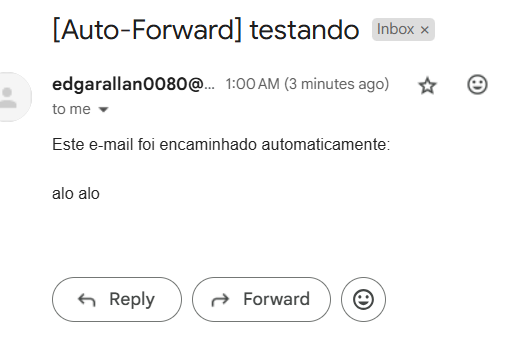 [Auto-Forward] testando Inbox ×
edgarallan0080@... 1:00 AM (3 minutes ago)
to me
Este e-mail foi encaminhado automaticamente:
alo alo
Reply Forward